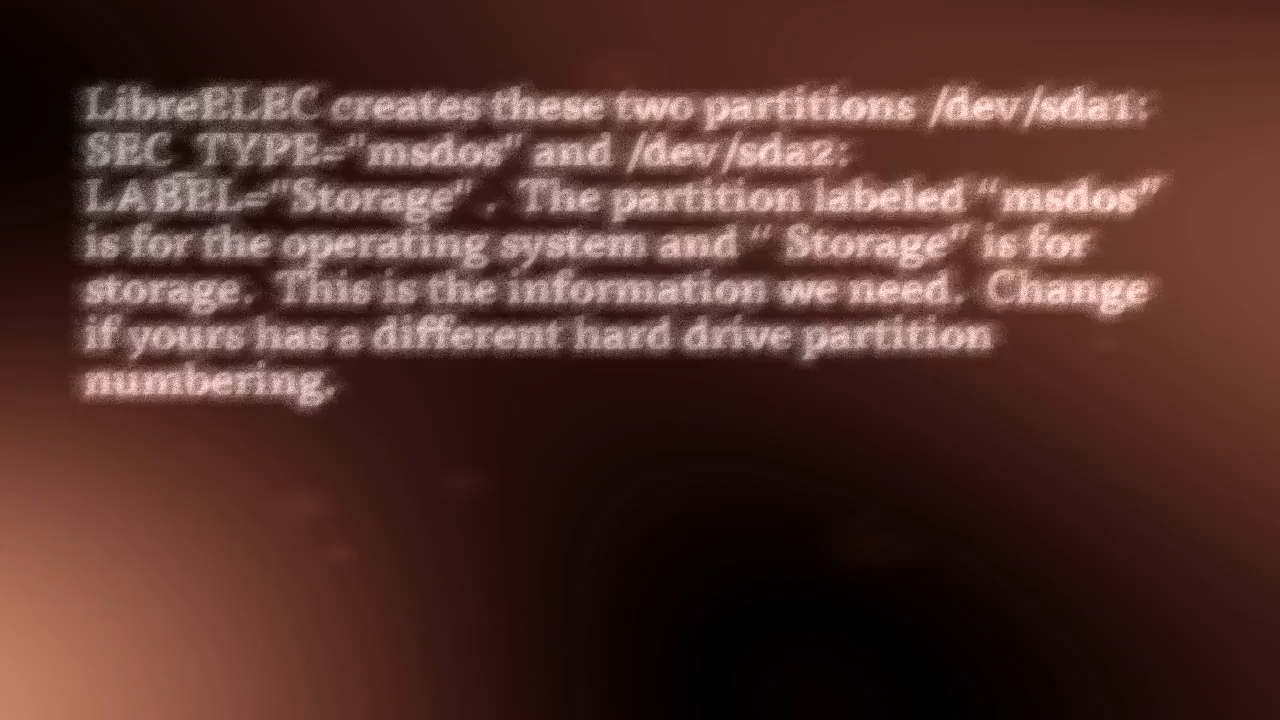 LibreELEC creates these two partitions /dev/sda1:
SEC_TYPE="msdos" and /dev/sda2:
LABEL="Storage" . The partition labeled “msdos”
is for the operating system and “ Storage” is for
storage. This is the information we need. Change
if yours has a different hard drive partition
numbering.